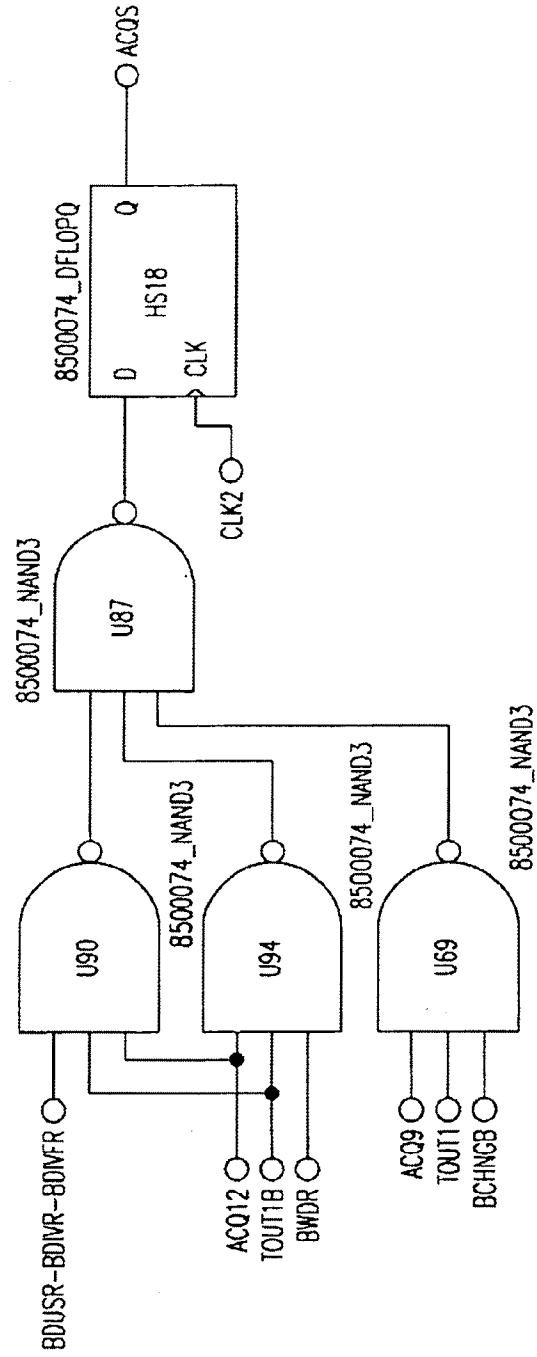 BDUSR-BDIVR-BDIVFR
ACQ12
TOUT1B
BWDR
ACQ9
TOUT1
BCHNGB
U90
8500074_NAND3
U94
8500074_NAND3
U69
8500074_NAND3
8500074_NAND3
U87
CLK2
8500074_DFL0PQ
D
Q
HS18
CLK
ACQS